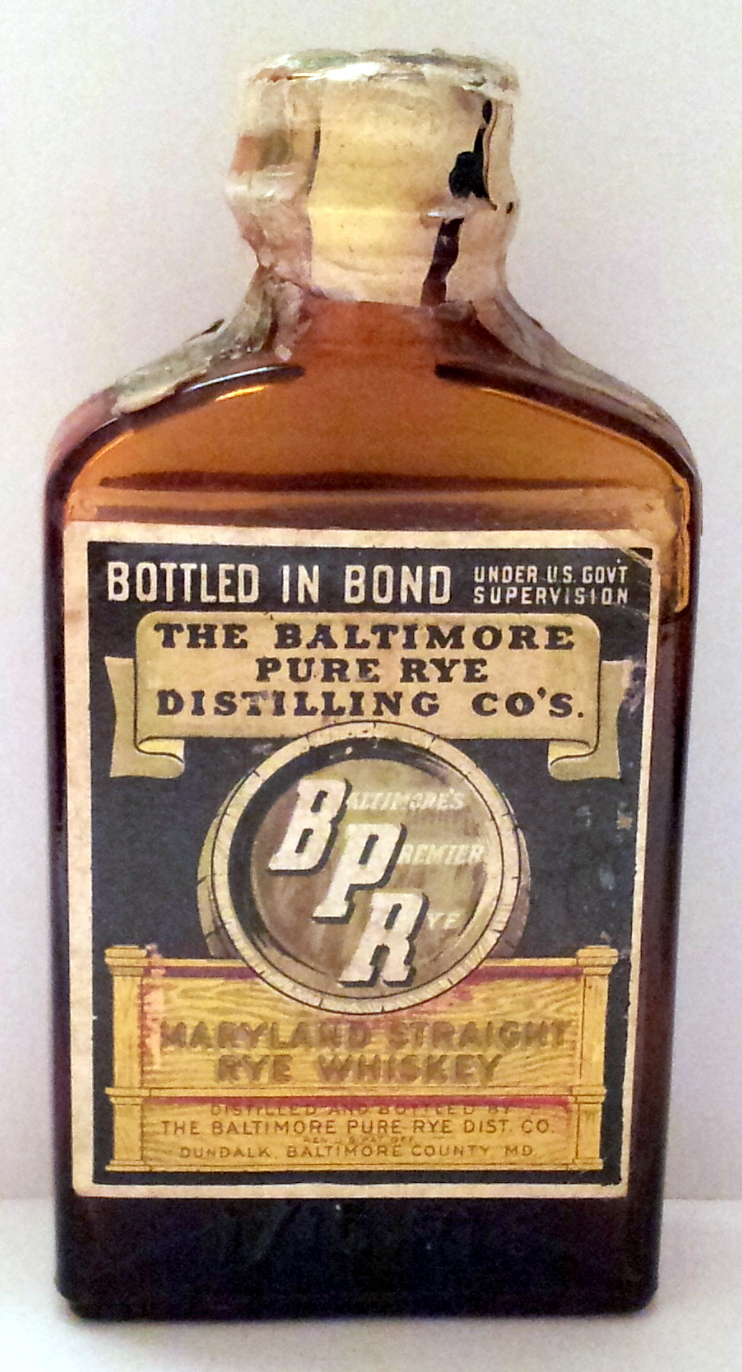 BOTTLED IN BOND UNDER U.S. GOVT
SUPERVISION
THE BALTIMORE
PURE RYE
DISTILLING CO'S.
BALTIMORE'S
PREMIER
RYE
MARYLAND STRAIGHT
RYE WHISKEY
DISTILLED AND BOTTLED BY
THE BALTIMORE PURE RYE DIST. CO.
DUNDALK, BALTIMORE COUNTY, MD.